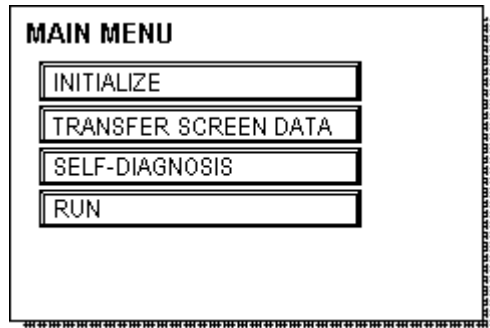 MAIN MENU
INITIALIZE
TRANSFER SCREEN DATA
SELF-DIAGNOSIS
RUN